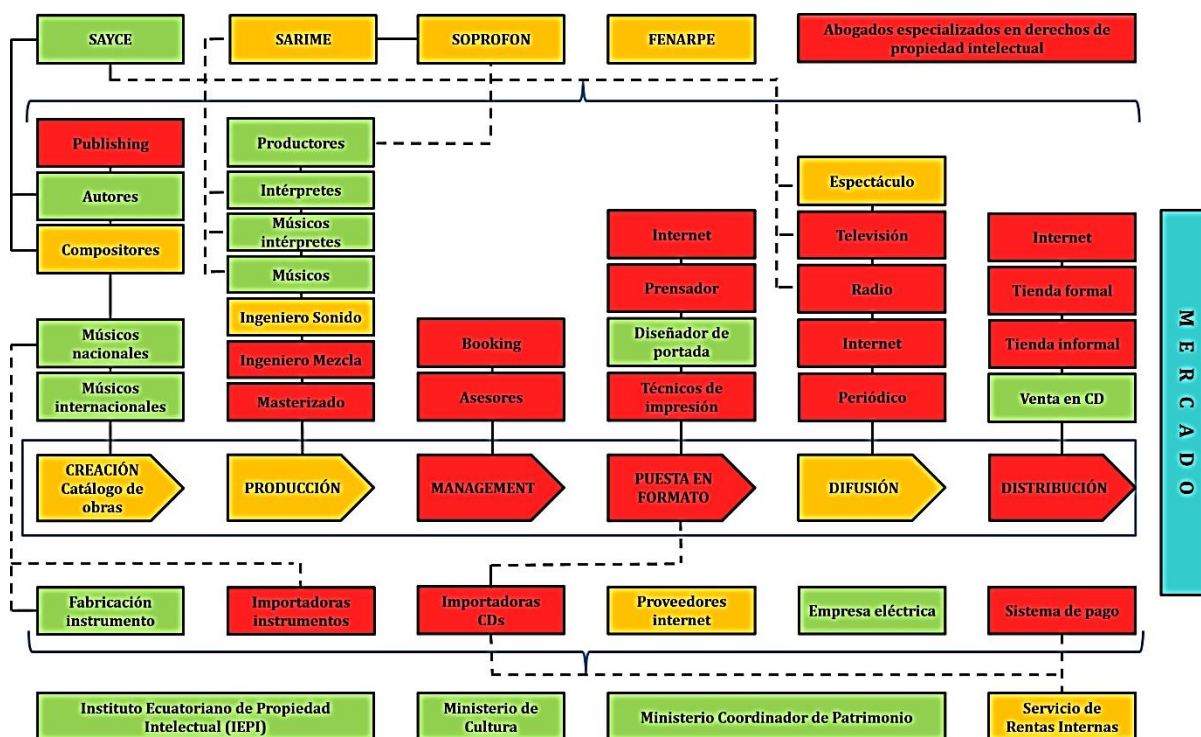 SAYCE
SARIME
SOPROFON
FENARPE
Abogados especializados en derechos de
propiedad intelectual
Publishing
Autores
Compositores
Músicos
nacionales
Músicos
internacionales
Productores
Intérpretes
Músicos
intérpretes
Músicos
Ingeniero Sonido
Ingeniero Mezcla
Masterizado
Booking
Asesores
Internet
Prensador
Diseñador de
portada
Técnicos de
impresión
Espectáculo
Televisión
Radio
Internet
Periódico
Internet
Tienda formal
Tienda informal
Venta en CD
MERCADO
CREACIÓN
Catálogo de
obras
PRODUCCIÓN
MANAGEMENT
PUESTA EN
FORMATO
DIFUSIÓN
DISTRIBUCIÓN
Fabricación
instrumento
Importadoras
instrumentos
Importadoras
CDs
Proveedores
internet
Empresa eléctrica
Sistema de pago
Instituto Ecuatoriano de Propiedad
Intelectual (IEPI)
Ministerio de
Cultura
Ministerio Coordinador de Patrimonio
Servicio de
Rentas Internas